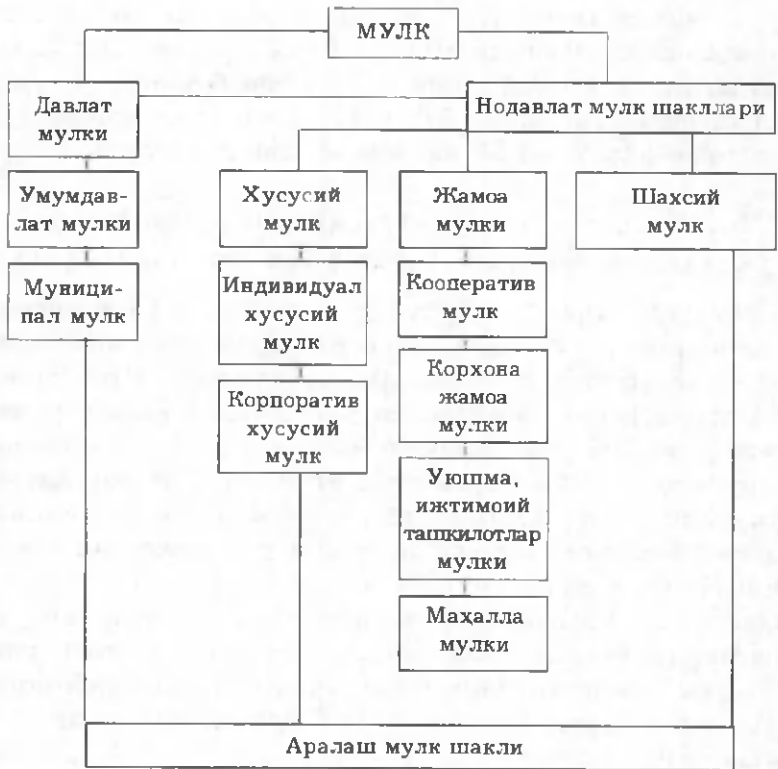 МУЛК
Давлат
мулки
Нодавлат мулк шакллари
Умумдав-
лат мулки
Хусусий
мулк
Жамоа
мулки
Шахсий
мулк
Муници-
пал мулк
Индивидуал
хусусий
мулк
Кооператив
мулк
Корпоратив
хусусий
мулк
Корхона
жамоа
мулки
Уюшма,
ижтимоий
ташкилотлар
мулки
Маҳалла
мулки
Аралаш мулк шакли